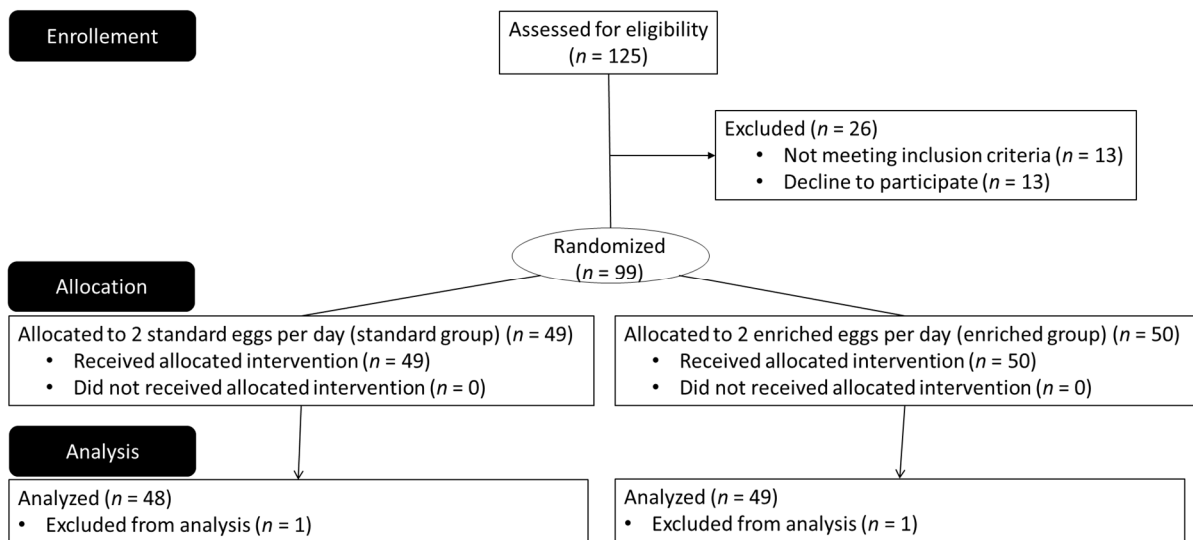 Enrollement
Assessed for eligibility
(n = 125)
Excluded (n = 26)
• Not meeting inclusion criteria (n = 13)
• Decline to participate (n = 13)
Randomized
(n = 99)
Allocation
Allocated to 2 standard eggs per day (standard group) (n = 49)
• Received allocated intervention (n = 49)
• Did not received allocated intervention (n = 0)
Allocated to 2 enriched eggs per day (enriched group) (n = 50)
• Received allocated intervention (n = 50)
• Did not received allocated intervention (n = 0)
Analysis
Analyzed (n = 48)
• Excluded from analysis (n = 1)
Analyzed (n = 49)
• Excluded from analysis (n = 1)